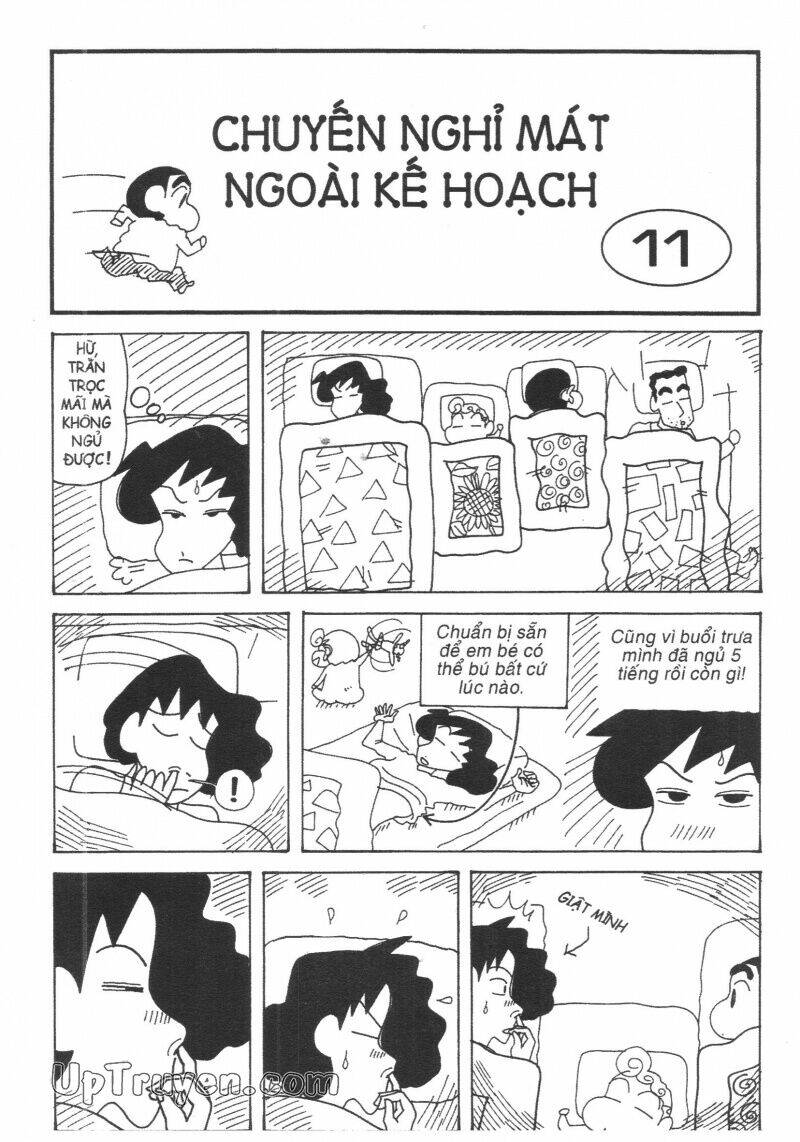 CHUYẾN NGHỈ MÁT
NGOÀI KẾ HOẠCH
11
HỪ,
TRẰN
TRỌC
MÃI MÀ
KHÔNG
NGỦ
ĐƯỢC!
!
Chuẩn bị sẵn
để em bé có
thể bú bất cứ
lúc nào.
Cũng vì buổi trưa
mình đã ngủ 5
tiếng rồi còn gì!
GIẬT MÌNH
UpTruyen.com